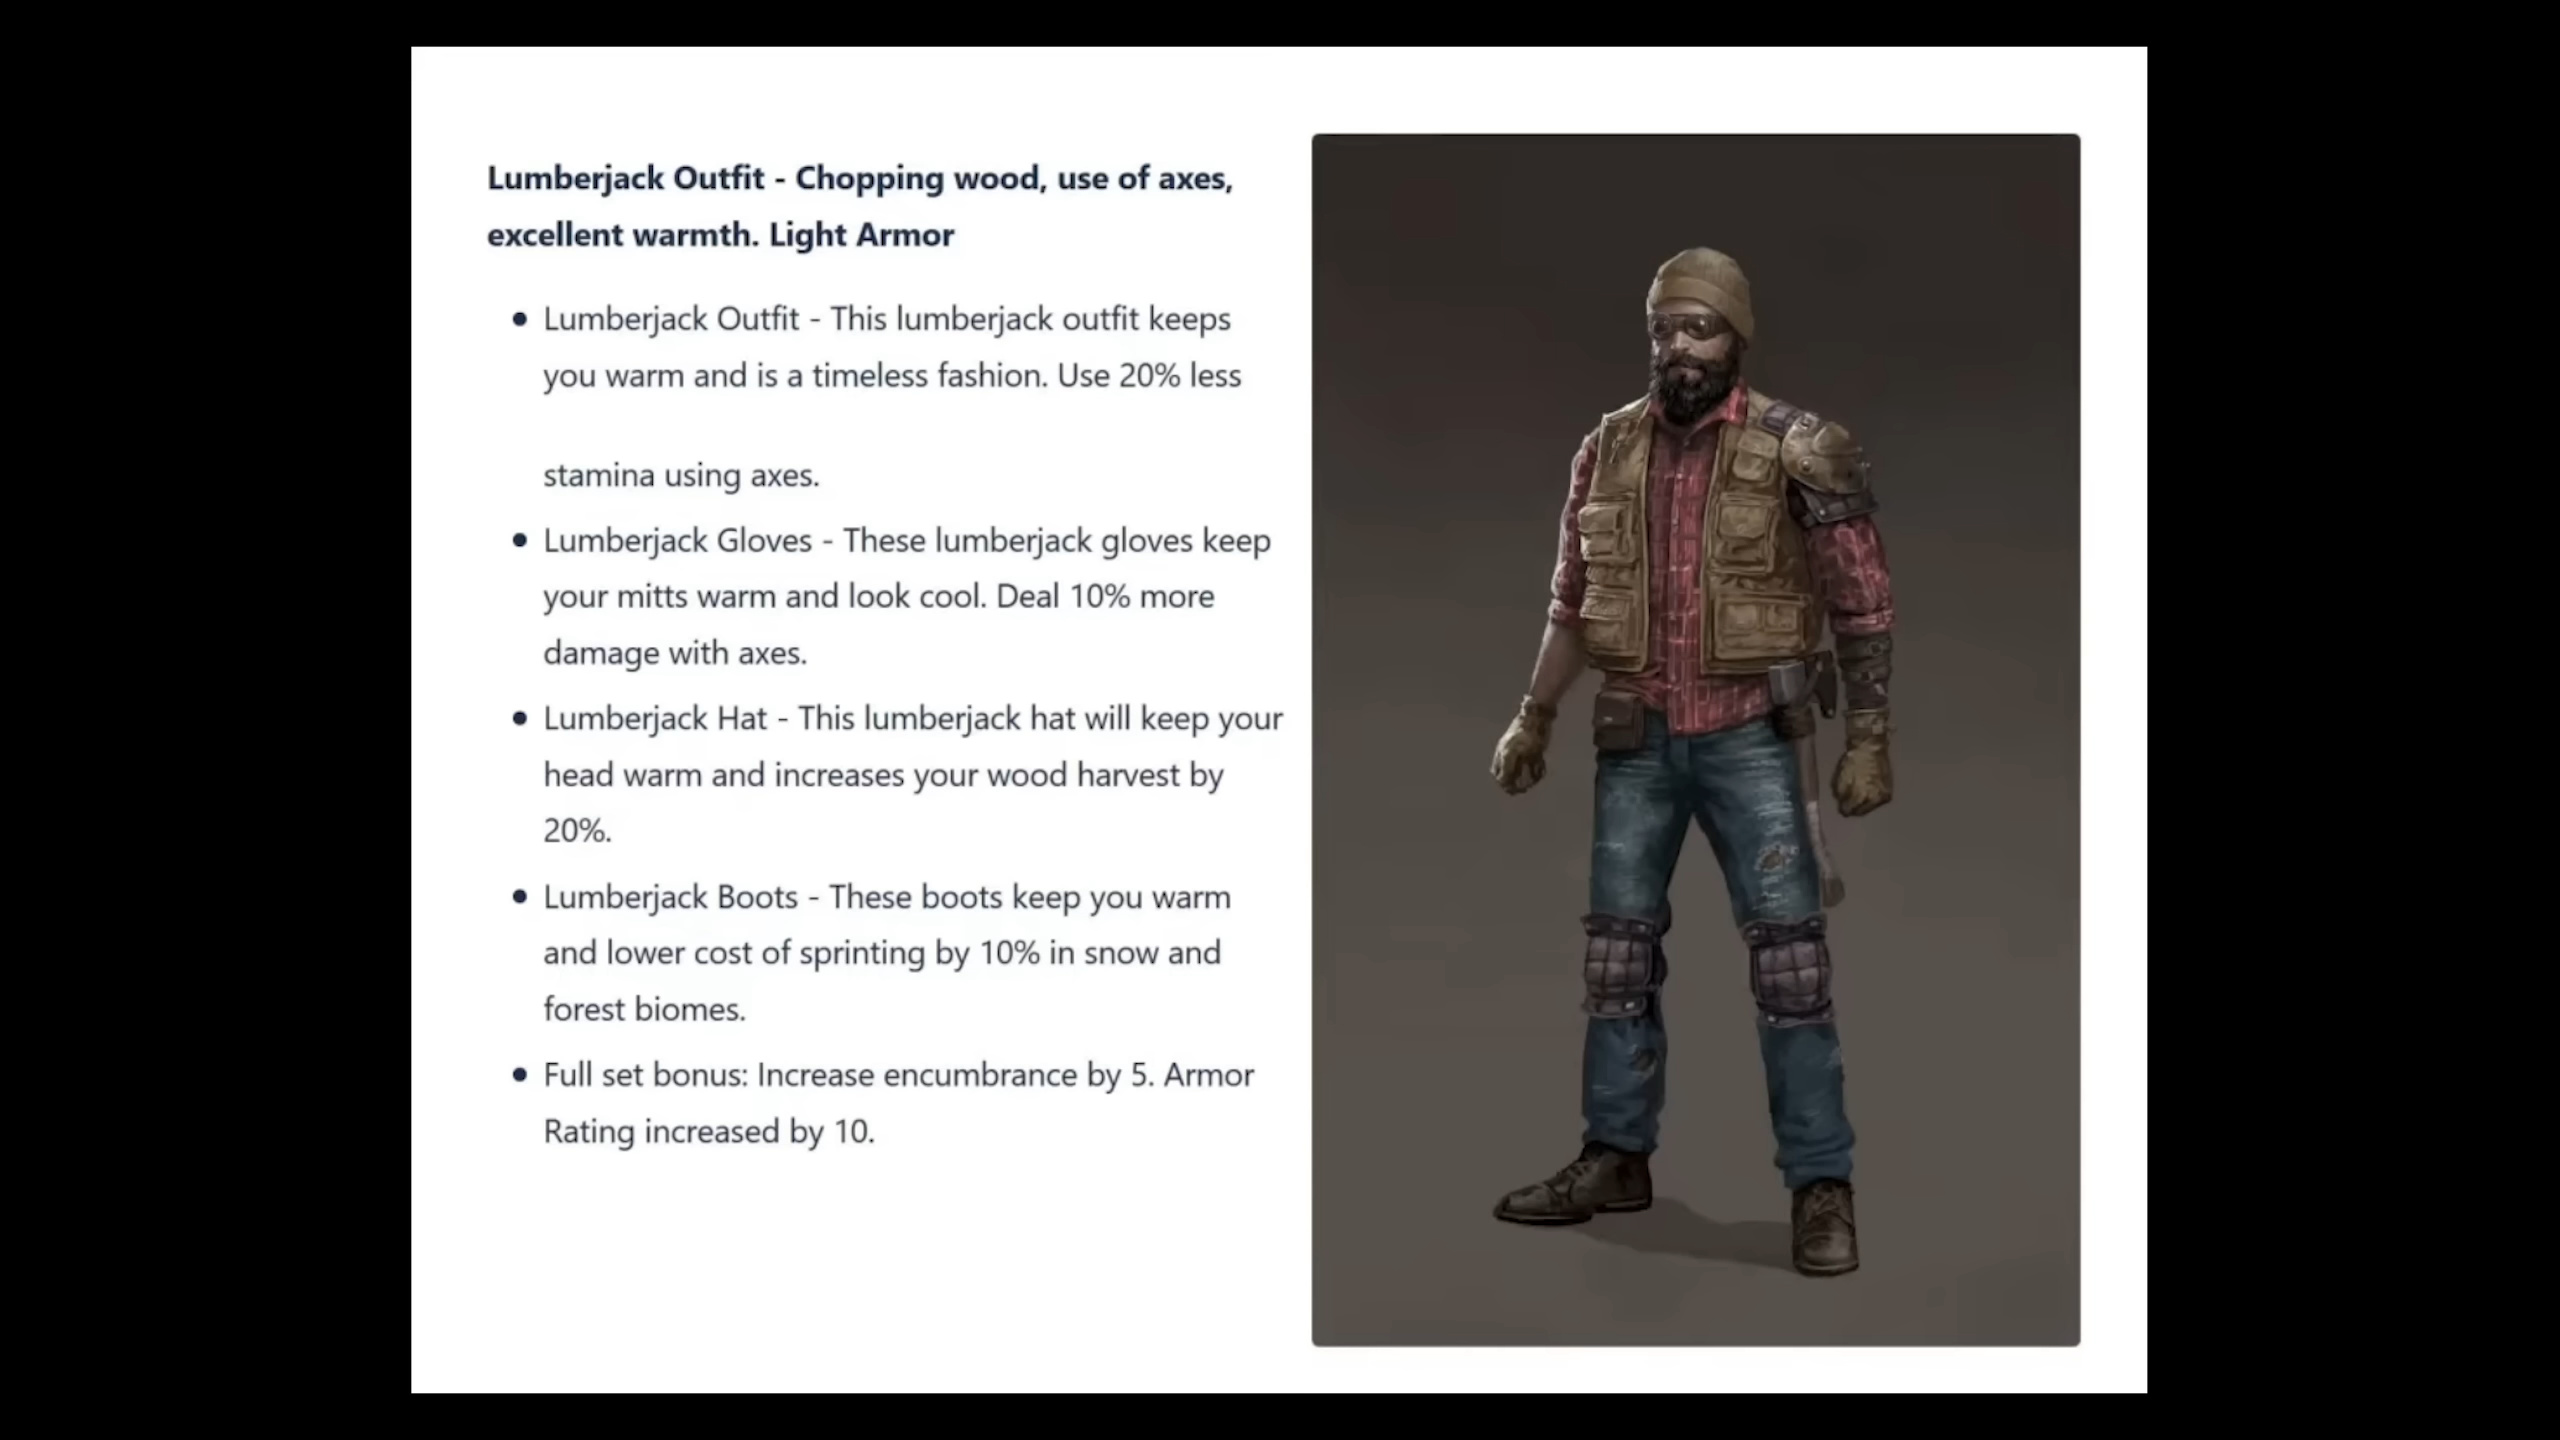 Lumberjack Outfit - Chopping wood, use of axes,
excellent warmth. Light Armor
• Lumberjack Outfit - This lumberjack outfit keeps
you warm and is a timeless fashion. Use 20% less
stamina using axes.
• Lumberjack Gloves - These lumberjack gloves keep
your mitts warm and look cool. Deal 10% more
damage with axes.
• Lumberjack Hat - This lumberjack hat will keep your
head warm and increases your wood harvest by
20%.
• Lumberjack Boots - These boots keep you warm
and lower cost of sprinting by 10% in snow and
forest biomes.
• Full set bonus: Increase encumbrance by 5. Armor
Rating increased by 10.